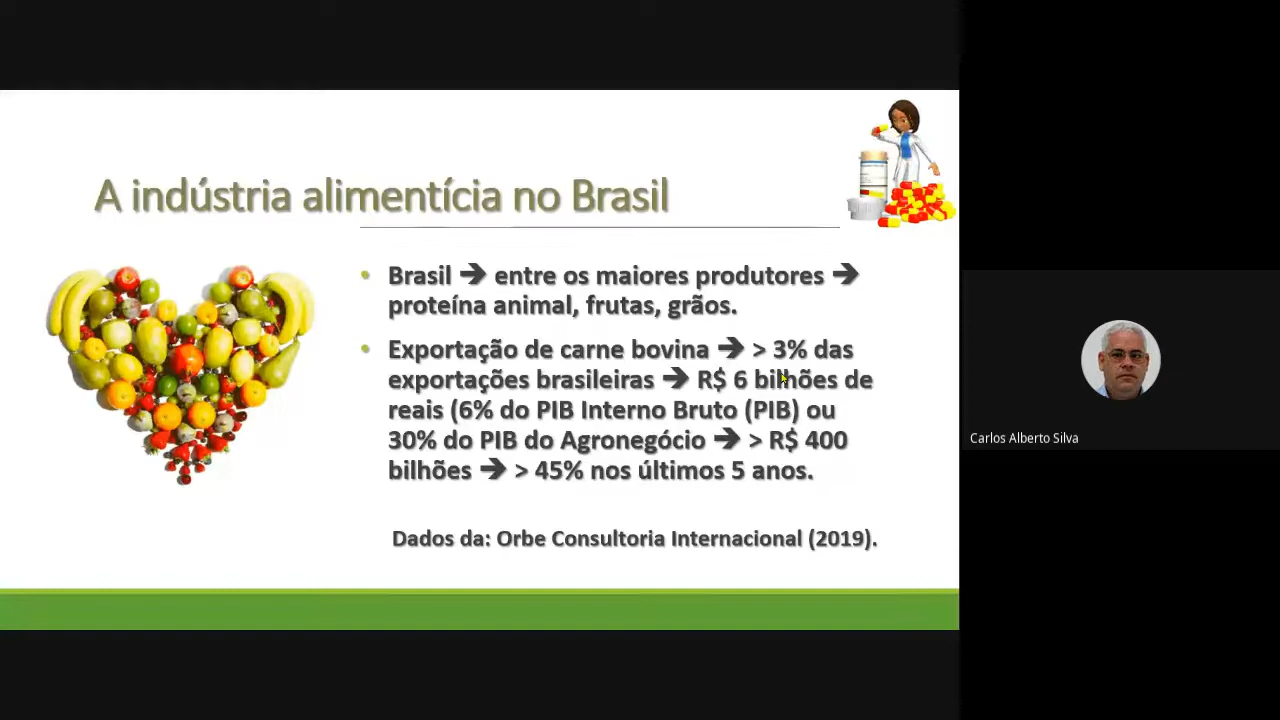 A indústria alimentícia no Brasil
• Brasil ➔ entre os maiores produtores ➔
proteína animal, frutas, grãos.
• Exportação de carne bovina ➔ > 3% das
exportações brasileiras ➔ R$ 6 bilhões de
reais (6% do PIB Interno Bruto (PIB) ou
30% do PIB do Agronegócio ➔ > R$ 400
bilhões ➔ > 45% nos últimos 5 anos.
Dados da: Orbe Consultoria Internacional (2019).
Carlos Alberto Silva